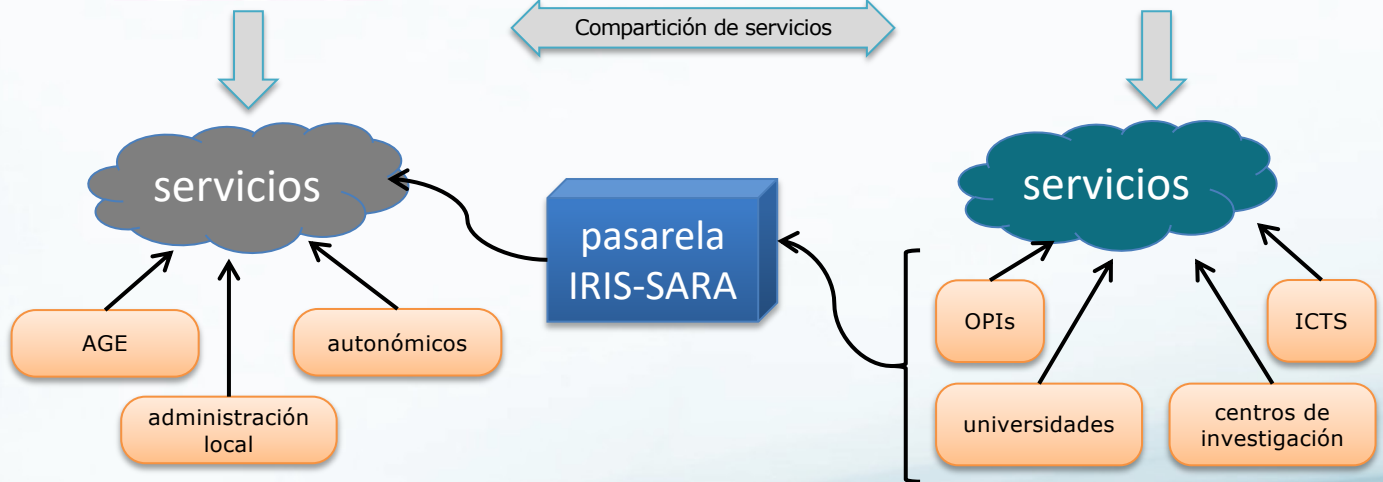 Compartición de servicios
servicios
servicios
pasarela
IRIS-SARA
AGE
autonómicos
administración
local
OPIs
ICTS
universidades
centros de
investigación